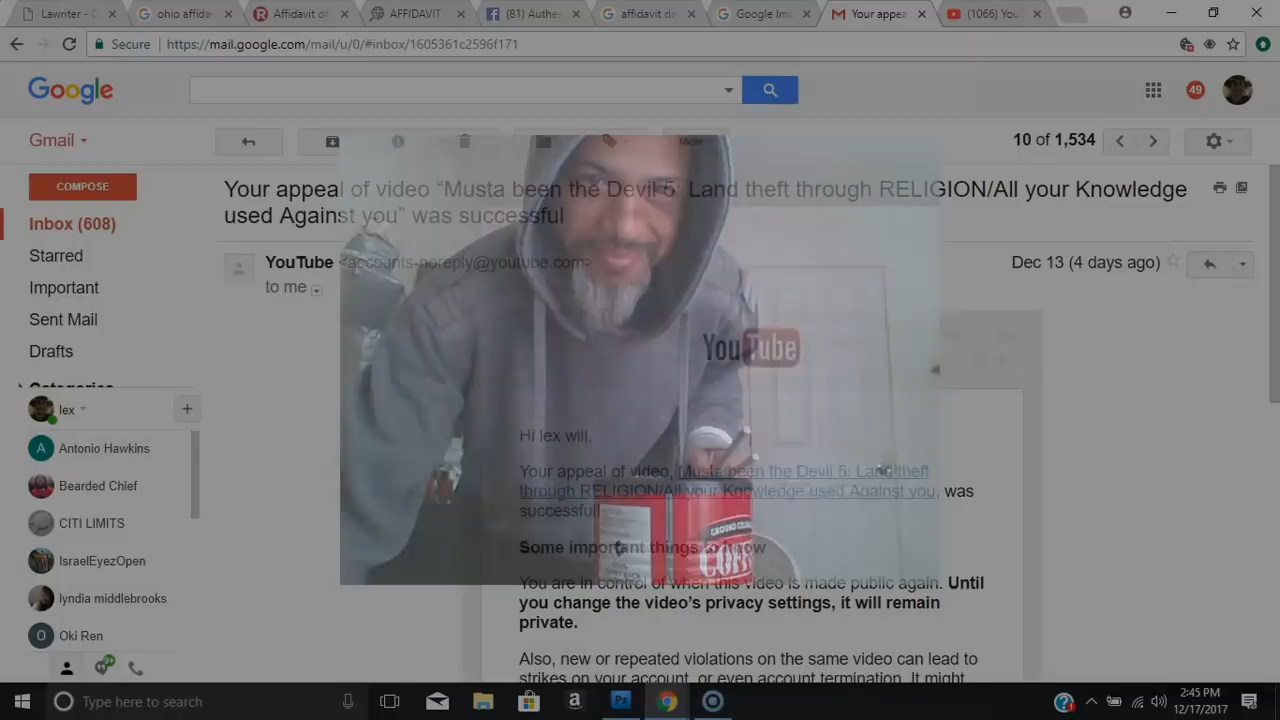 Lawriter - C
ohio affida
Affidavit of
AFFIDAVIT
(81) Authe
affidavit de
Google Ima
Your appea
(1066) You
Secure
https://mail.google.com/mail/u/0/#inbox/1605361c2596f171
Google
49
Gmail
More
10 of 1,534
COMPOSE
Your appeal of video “Musta been the Devil 5: Land theft through RELIGION/All your Knowledge
used Against you” was successful
Inbox (608)
Starred
YouTube <accounts-noreply@youtube.com>
Dec 13 (4 days ago)
to me
Important
Sent Mail
Drafts
Categories
YouTube
lex
Antonio Hawkins
Bearded Chief
CITI LIMITS
IsraelEyezOpen
lyndia middlebrooks
Oki Ren
Hi lex will,
Your appeal of video, Musta been the Devil 5: Land theft
through RELIGION/All your Knowledge used Against you, was
successful!
GROUND COFFEE
Some important things to know
You are in control of when this video is made public again. Until
you change the video’s privacy settings, it will remain
private.
Also, new or repeated violations on the same video can lead to
strikes on your account, or even account termination. It might
Type here to search
2:45 PM
12/17/2017